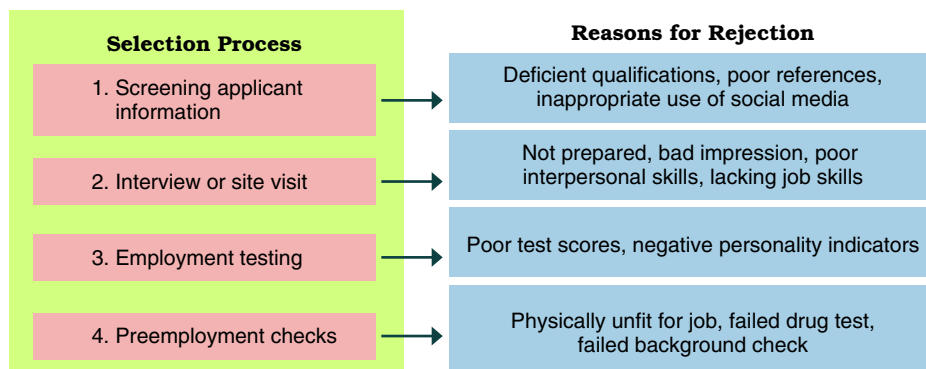 Selection Process
Reasons for Rejection
1. Screening applicant
information
Deficient qualifications, poor references,
inappropriate use of social media
2. Interview or site visit
Not prepared, bad impression, poor
interpersonal skills, lacking job skills
3. Employment testing
Poor test scores, negative personality indicators
4. Preemployment checks
Physically unfit for job, failed drug test,
failed background check